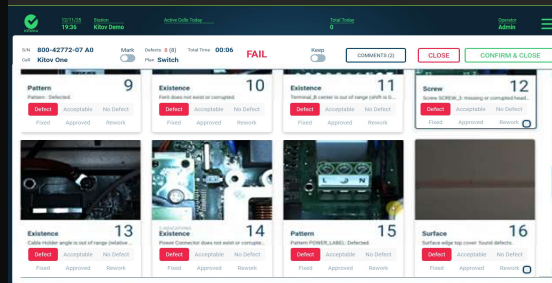 12/11/25 Station Active Calls Today Total Today Operator
19:36 Kitov Demo 0 Admin
S/N 800-42772-07 A0 Mark Defects 8 (8) Total Time 00:06 FAIL Keep COMMENTS (2) CLOSE CONFIRM & CLOSE
Cell Kitov One Plan Switch
Pattern 9
Pattern: Defected.
Defect Acceptable No Defect
Fixed Approved Rework
Existence 10
does not exist or corrupted.
Defect Acceptable No Defect
Fixed Approved Rework
Existence 11
Terminal_B center is out of range (shift is 0...
Defect Acceptable No Defect
Fixed Approved Rework
Screw 12
Screw SCREW_3: missing or corrupted head..
Defect Acceptable No Defect
Fixed Approved Rework
Existence 13
Cable Holder angle is out of range (relative ..
Defect Acceptable No Defect
Fixed Approved Rework
Existence 14
Power Connector does not exist or corrupte..
Defect Acceptable No Defect
Fixed Approved Rework
L N
Pattern 15
Pattern POWER_LABEL: Defected.
Defect Acceptable No Defect
Fixed Approved Rework
Surface 16
Surface edge top cover: found defects.
Defect Acceptable No Defect
Fixed Approved Rework